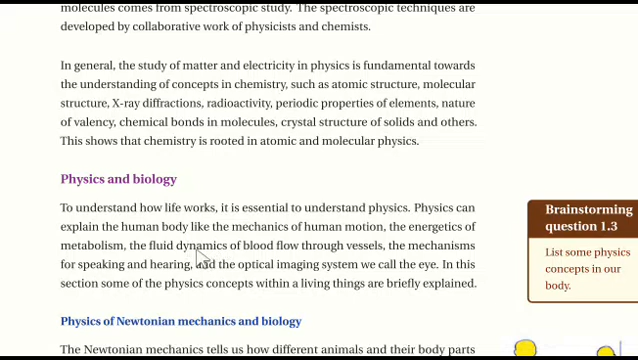 molecules comes from spectroscopic study. The spectroscopic techniques are
developed by collaborative work of physicists and chemists.
In general, the study of matter and electricity in physics is fundamental towards
the understanding of concepts in chemistry, such as atomic structure, molecular
structure, X-ray diffractions, radioactivity, periodic properties of elements, nature
of valency, chemical bonds in molecules, crystal structure of solids and others.
This shows that chemistry is rooted in atomic and molecular physics.
Physics and biology
To understand how life works, it is essential to understand physics. Physics can
explain the human body like the mechanics of human motion, the energetics of
metabolism, the fluid dynamics of blood flow through vessels, the mechanisms
for speaking and hearing, and the optical imaging system we call the eye. In this
section some of the physics concepts within a living things are briefly explained.
Physics of Newtonian mechanics and biology
The Newtonian mechanics tells us how different animals and their body parts
Brainstorming
question 1.3
List some physics
concepts in our
body.